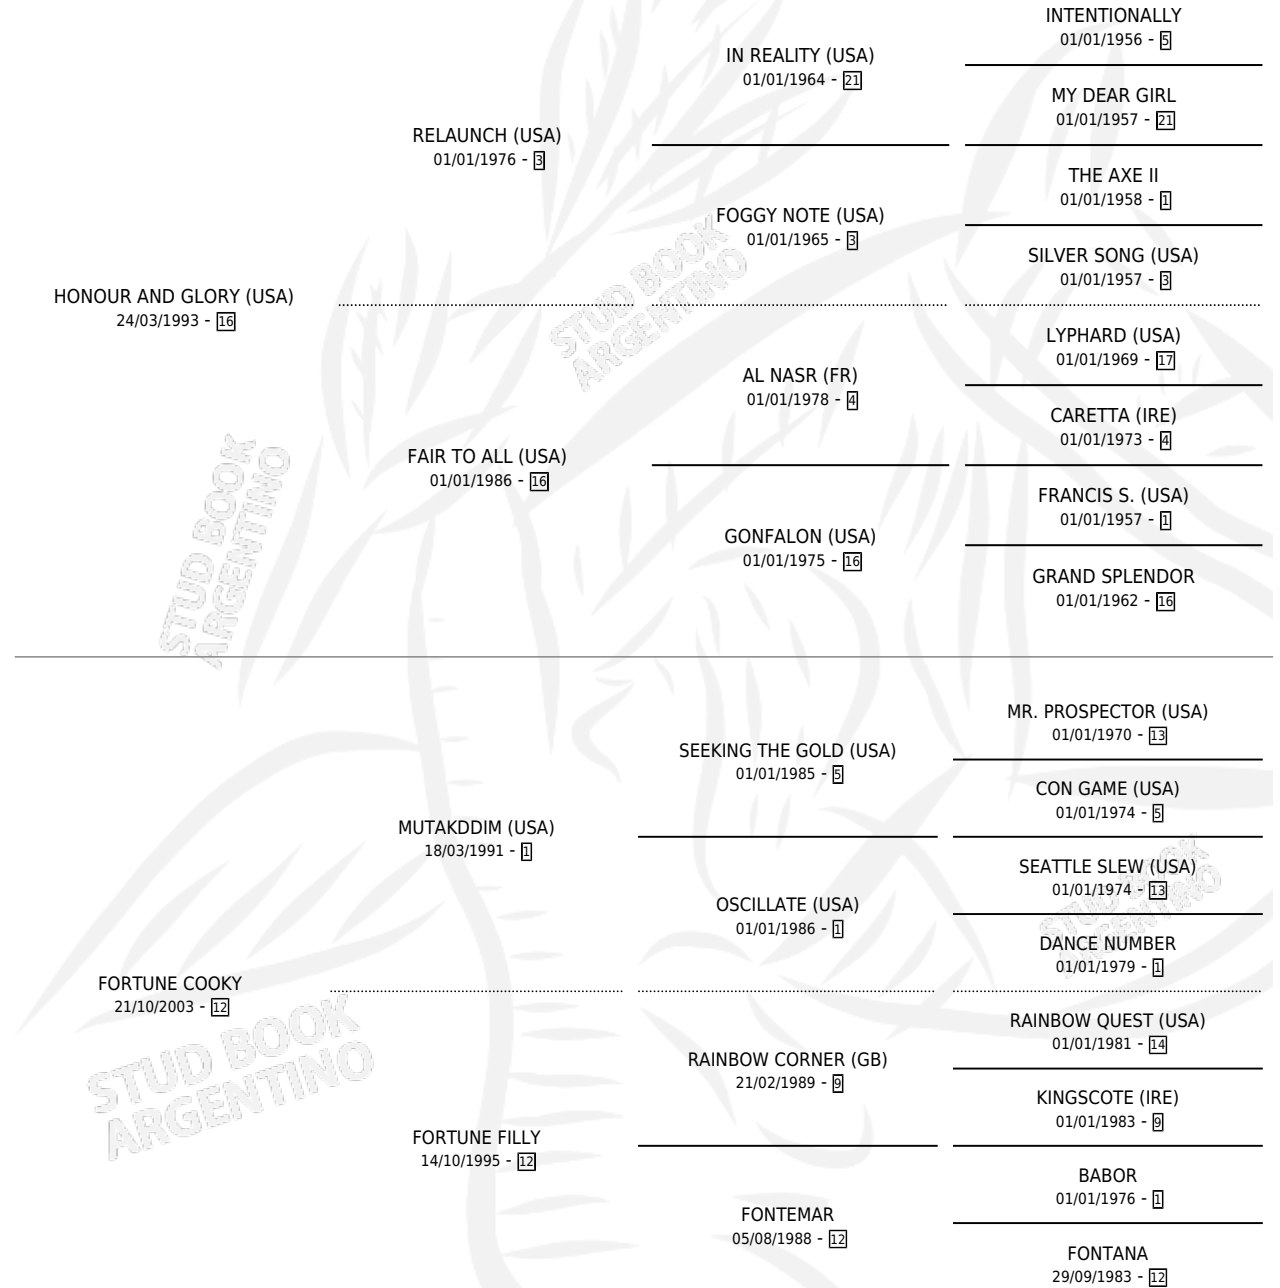 INTENTIONALLY
01/01/1956 - 5
IN REALITY (USA)
01/01/1964 - 21
MY DEAR GIRL
01/01/1957 - 21
RELAUNCH (USA)
01/01/1976 - 3
THE AXE II
01/01/1958 - 1
FOGGY NOTE (USA)
01/01/1965 - 3
SILVER SONG (USA)
01/01/1957 - 3
HONOUR AND GLORY (USA)
24/03/1993 - 16
LYPHARD (USA)
01/01/1969 - 17
AL NASR (FR)
01/01/1978 - 4
CARETTA (IRE)
01/01/1973 - 4
FAIR TO ALL (USA)
01/01/1986 - 16
FRANCIS S. (USA)
01/01/1957 - 1
GONFALON (USA)
01/01/1975 - 16
GRAND SPLENDOR
01/01/1962 - 16
MR. PROSPECTOR (USA)
01/01/1970 - 13
SEEKING THE GOLD (USA)
01/01/1985 - 5
CON GAME (USA)
01/01/1974 - 5
MUTAKDDIM (USA)
18/03/1991 - 1
SEATTLE SLEW (USA)
01/01/1974 - 13
OSCILLATE (USA)
01/01/1986 - 1
DANCE NUMBER
01/01/1979 - 1
FORTUNE COOKY
21/10/2003 - 12
RAINBOW QUEST (USA)
01/01/1981 - 14
RAINBOW CORNER (GB)
21/02/1989 - 9
KINGSCOTE (IRE)
01/01/1983 - 9
FORTUNE FILLY
14/10/1995 - 12
BABOR
01/01/1976 - 1
FONTEMAR
05/08/1988 - 12
FONTANA
29/09/1983 - 12
STUD BOOK
ARGENTINO
STUD BOOK
ARGENTINO
STUD BOOK
ARGENTINO
STUD BOOK
ARGENTINO